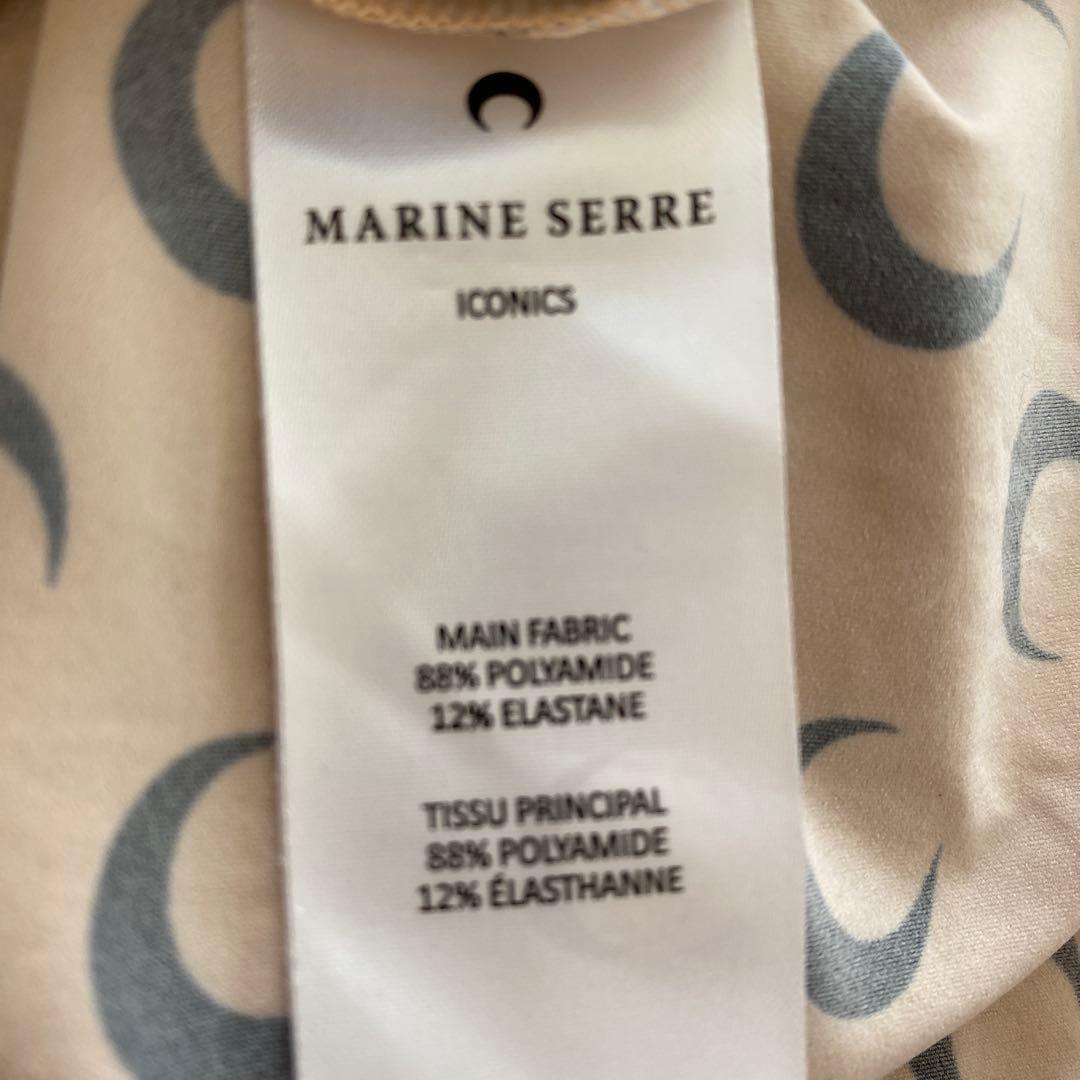 MARINE SERRE
ICONICS
MAIN FABRIC
88% POLYAMIDE
12% ELASTANE
TISSU PRINCIPAL
88% POLYAMIDE
12% ÉLASTHANNE